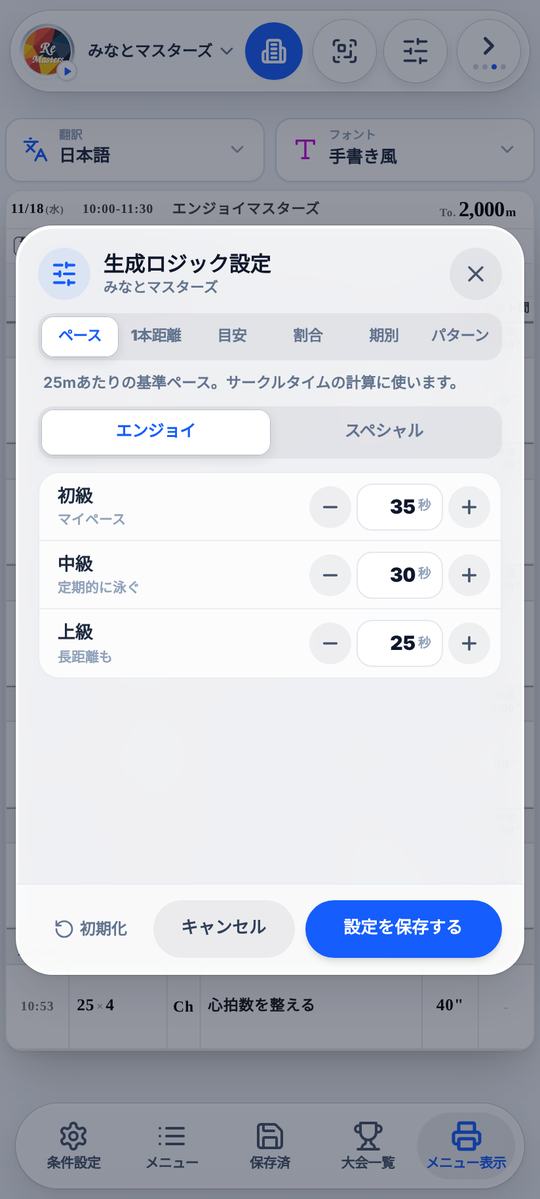 Re
Masters
みなとマスターズ
翻訳
日本語
フォント
手書き風
11/18(水) 10:00-11:30 エンジョイマスターズ To. 2,000m
生成ロジック設定
みなとマスターズ
ペース 1本距離 目安 割合 期別 パターン
25mあたりの基準ペース。サークルタイムの計算に使います。
エンジョイ スペシャル
初級
マイペース
35 秒
中級
定期的に泳ぐ
30 秒
上級
長距離も
25 秒
初期化 キャンセル 設定を保存する
10:53 25×4 Ch 心拍数を整える 40" -
条件設定 メニュー 保存済 大会一覧 メニュー表示